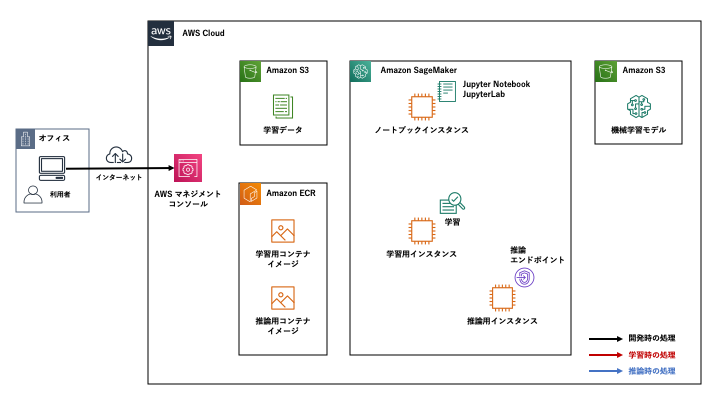 aws
AWS Cloud
Amazon S3
学習データ
Amazon SageMaker
Jupyter Notebook
JupyterLab
ノートブックインスタンス
Amazon S3
機械学習モデル
オフィス
利用者
インターネット
AWS マネジメント
コンソール
Amazon ECR
学習用コンテナ
イメージ
推論用コンテナ
イメージ
学習
学習用インスタンス
推論
エンドポイント
推論用インスタンス
開発時の処理
学習時の処理
推論時の処理